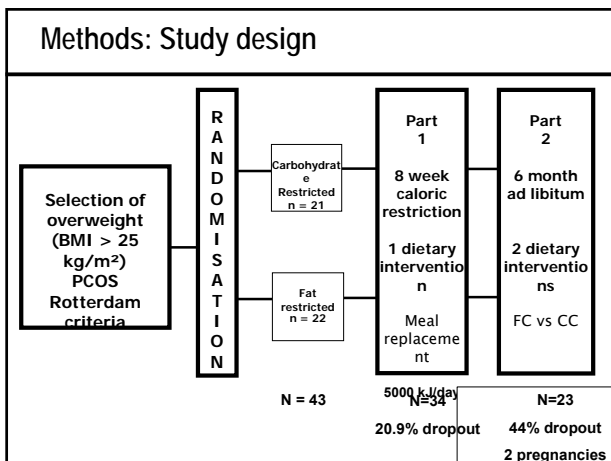 Methods: Study design
Selection of
overweight
(BMI > 25
kg/m²)
PCOS
Rotterdam
criteria
R
A
N
D
O
M
I
S
A
T
I
O
N
Carbohydrat
e
Restricted
n = 21
Fat
restricted
n = 22
N = 43
Part
1
8 week
caloric
restriction
1 dietary
interventio
n
Meal
replaceme
nt
5000 kJ/day
N=34
20.9% dropout
Part
2
6 month
ad libitum
2 dietary
interventio
ns
FC vs CC
N=23
44% dropout
2 pregnancies